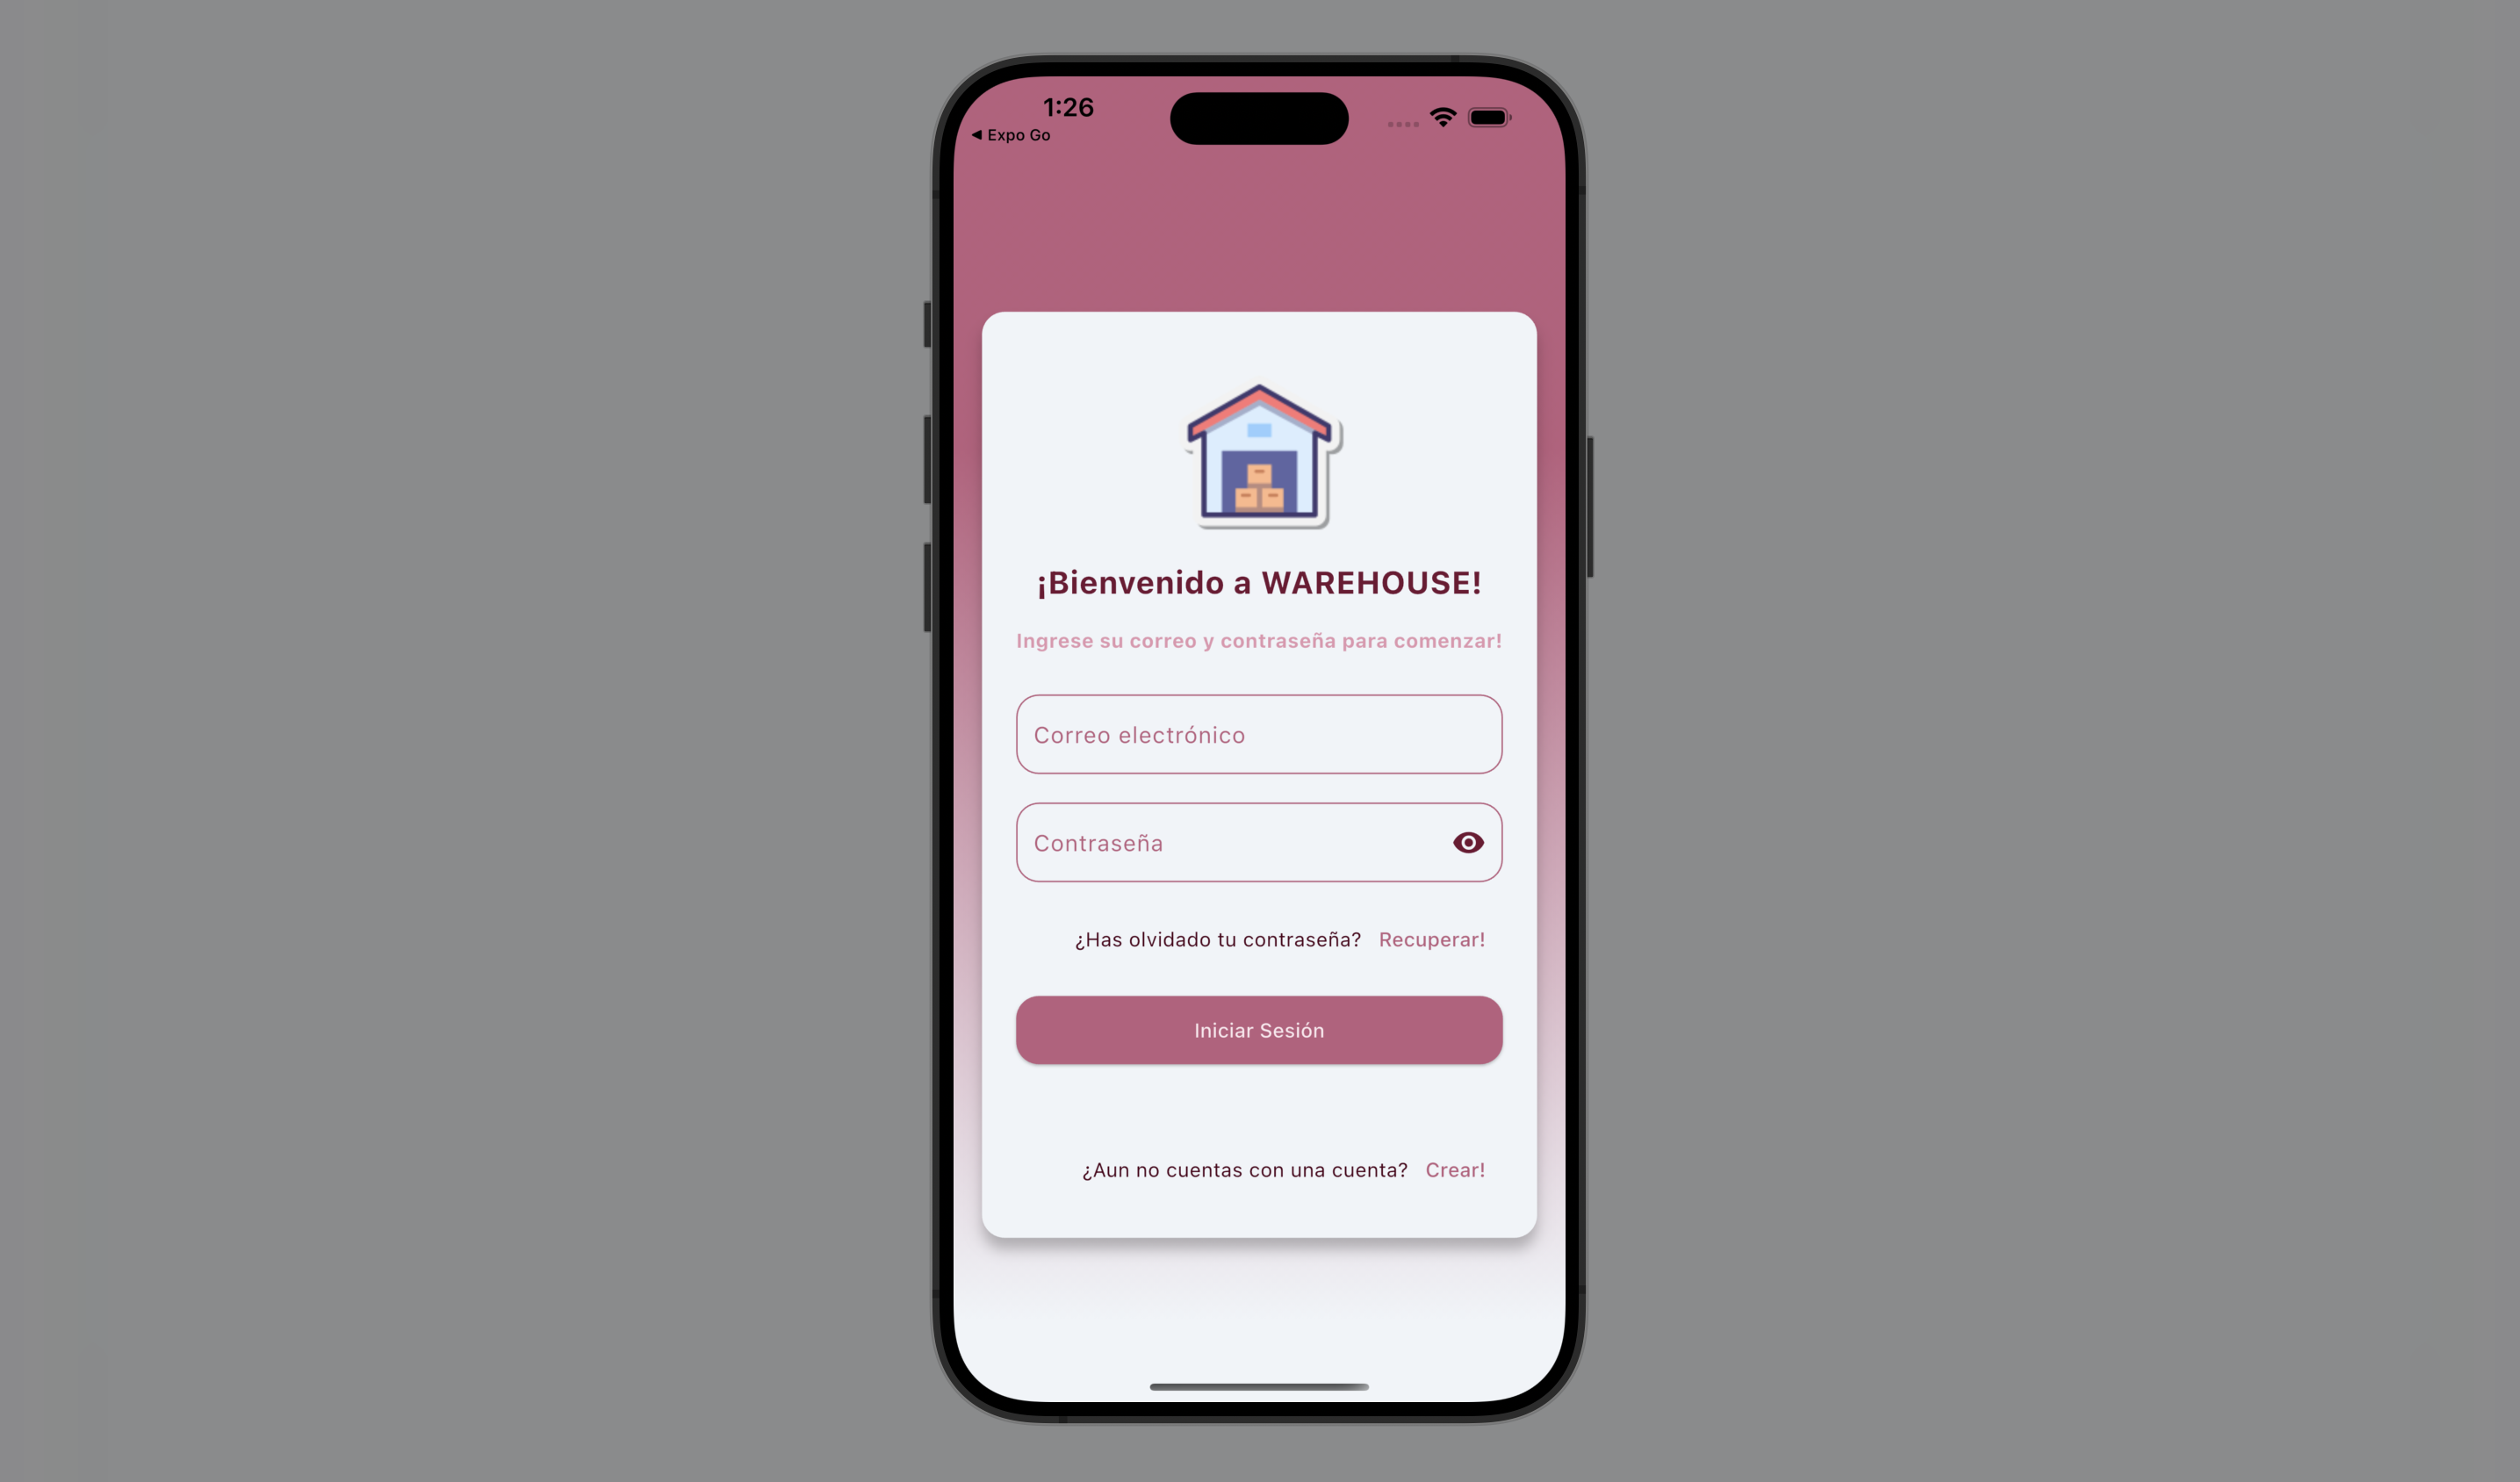 1:26
◀ Expo Go
¡Bienvenido a WAREHOUSE!
Ingrese su correo y contraseña para comenzar!
Correo electrónico
Contraseña
¿Has olvidado tu contraseña? Recuperar!
Iniciar Sesión
¿Aun no cuentas con una cuenta? Crear!